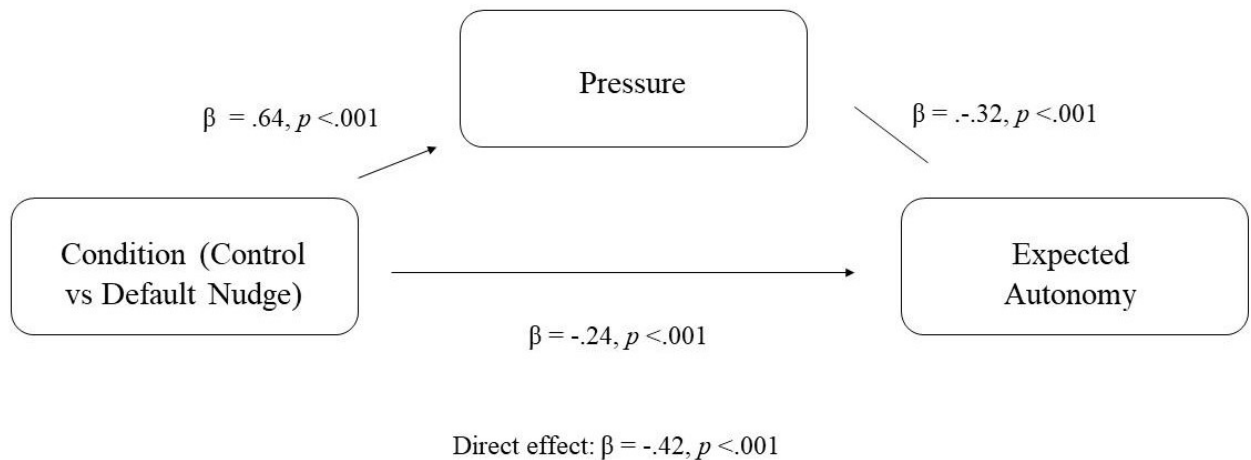 Pressure
β = .64, p <.001
β = .-.32, p <.001
Condition (Control
vs Default Nudge)
Expected
Autonomy
β = -.24, p <.001
Direct effect: β = -.42, p <.001